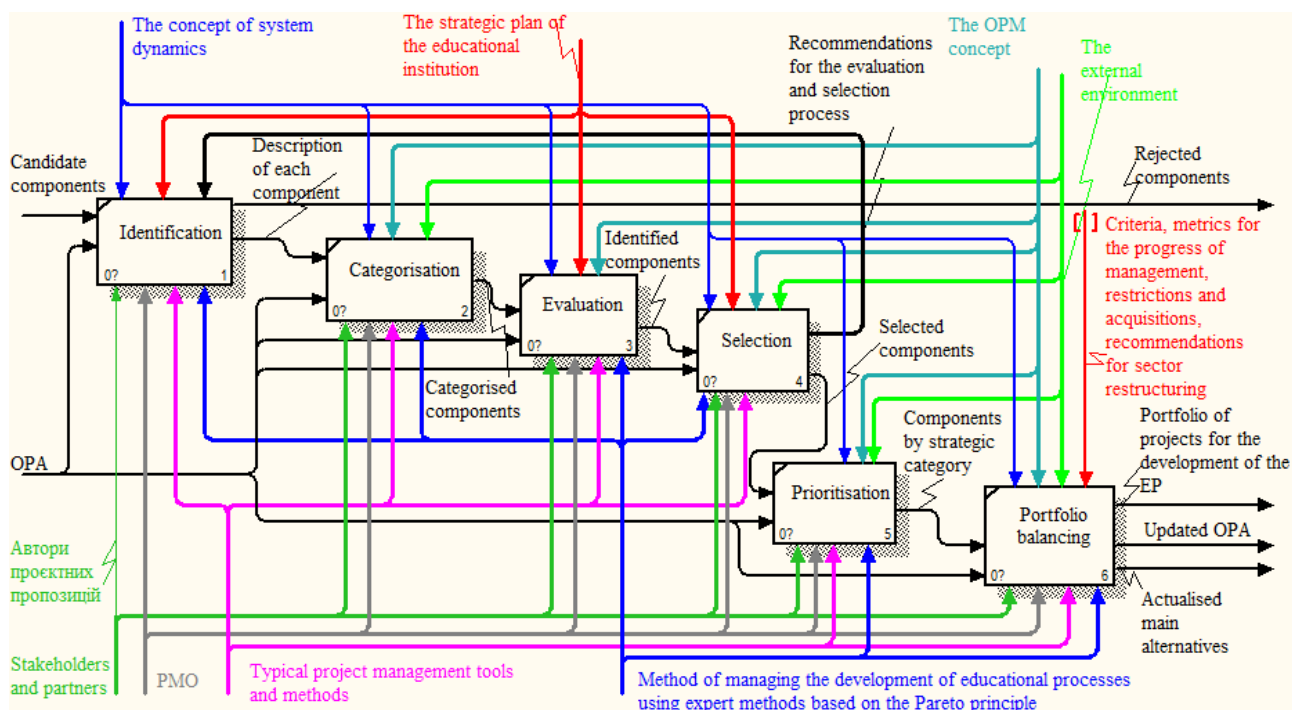 The concept of system
dynamics
The strategic plan of
the educational
institution
Recommendations
for the evaluation
and selection
process
The OPM
concept
The
external
environment
Candidate
components
Description
of each
component
Rejected
components
Identification
0?
1
Categorisation
0?
2
Identified
components
Evaluation
0?
3
[ ] Criteria, metrics for
the progress of
management,
restrictions and
acquisitions,
recommendations
for sector
restructuring
Selection
0?
4
Selected
components
Categorised
components
Components
by strategic
category
Portfolio of
projects for the
development of the
EP
OPA
Prioritisation
0?
5
Portfolio
balancing
0?
6
Updated OPA
Actualised
main
alternatives
Автори
проєктних
пропозицій
Stakeholders
and partners
PMO
Typical project management tools
and methods
Method of managing the development of educational processes
using expert methods based on the Pareto principle